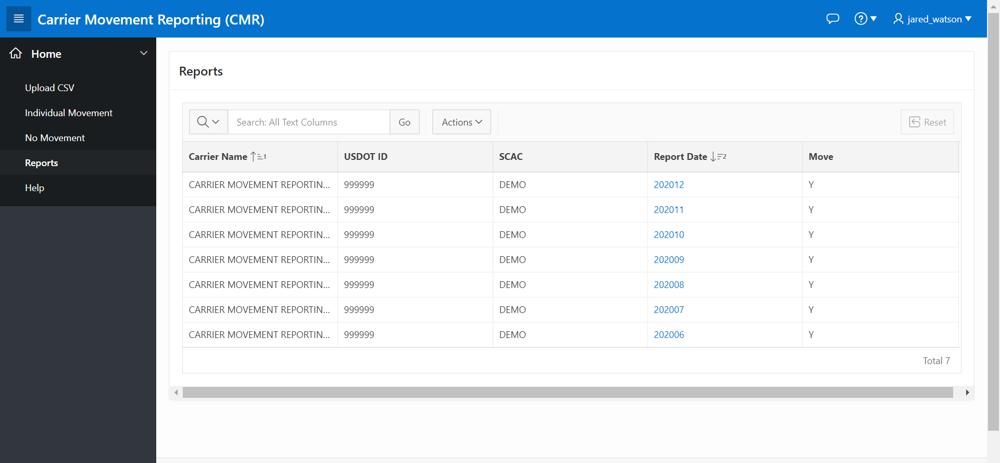 Carrier Movement Reporting (CMR)
jared_watson
Home
Upload CSV
Individual Movement
No Movement
Reports
Help
Reports
Search: All Text Columns
Go
Actions
Reset
Carrier Name 1 USDOT ID SCAC Report Date 2 Move
CARRIER MOVEMENT REPORTIN... 999999 DEMO 202012 Y
CARRIER MOVEMENT REPORTIN... 999999 DEMO 202011 Y
CARRIER MOVEMENT REPORTIN... 999999 DEMO 202010 Y
CARRIER MOVEMENT REPORTIN... 999999 DEMO 202009 Y
CARRIER MOVEMENT REPORTIN... 999999 DEMO 202008 Y
CARRIER MOVEMENT REPORTIN... 999999 DEMO 202007 Y
CARRIER MOVEMENT REPORTIN... 999999 DEMO 202006 Y
Total 7